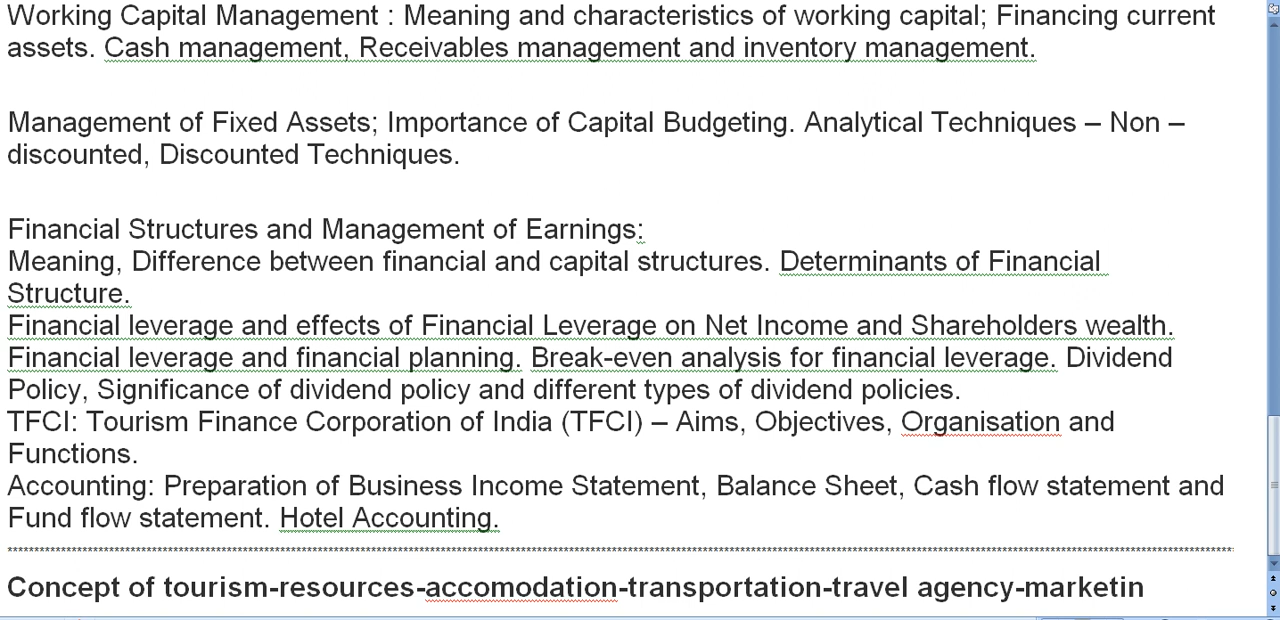 Working Capital Management : Meaning and characteristics of working capital; Financing current
assets. Cash management, Receivables management and inventory management.
Management of Fixed Assets; Importance of Capital Budgeting. Analytical Techniques – Non –
discounted, Discounted Techniques.
Financial Structures and Management of Earnings:
Meaning, Difference between financial and capital structures. Determinants of Financial
Structure.
Financial leverage and effects of Financial Leverage on Net Income and Shareholders wealth.
Financial leverage and financial planning. Break-even analysis for financial leverage. Dividend
Policy, Significance of dividend policy and different types of dividend policies.
TFCI: Tourism Finance Corporation of India (TFCI) – Aims, Objectives, Organisation and
Functions.
Accounting: Preparation of Business Income Statement, Balance Sheet, Cash flow statement and
Fund flow statement. Hotel Accounting.
Concept of tourism-resources-accomodation-transportation-travel agency-marketin